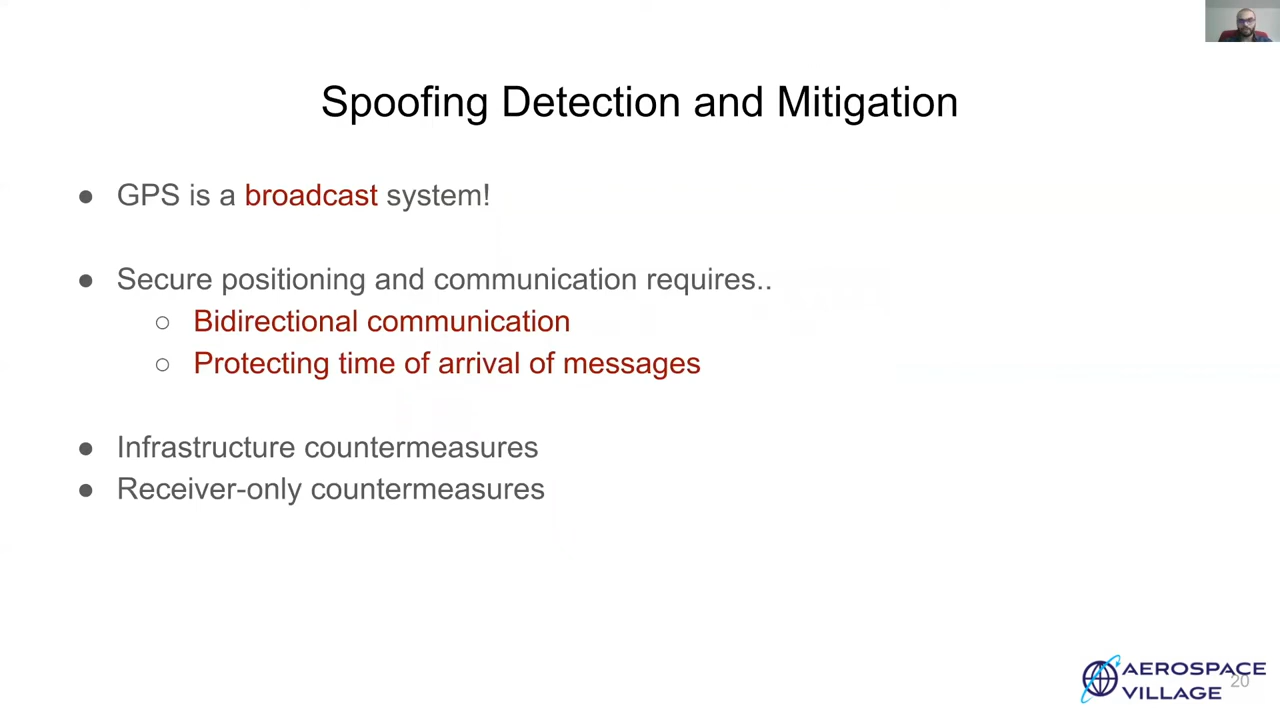 Spoofing Detection and Mitigation
● GPS is a broadcast system!
● Secure positioning and communication requires..
○ Bidirectional communication
○ Protecting time of arrival of messages
● Infrastructure countermeasures
● Receiver-only countermeasures
AEROSPACE
VILLAGE
20